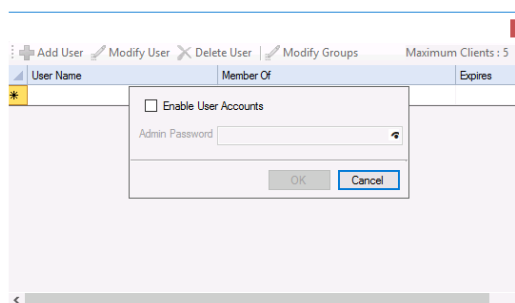 Add User Modify User Delete User Modify Groups Maximum Clients : 5
User Name Member Of Expires
Enable User Accounts
Admin Password
OK Cancel